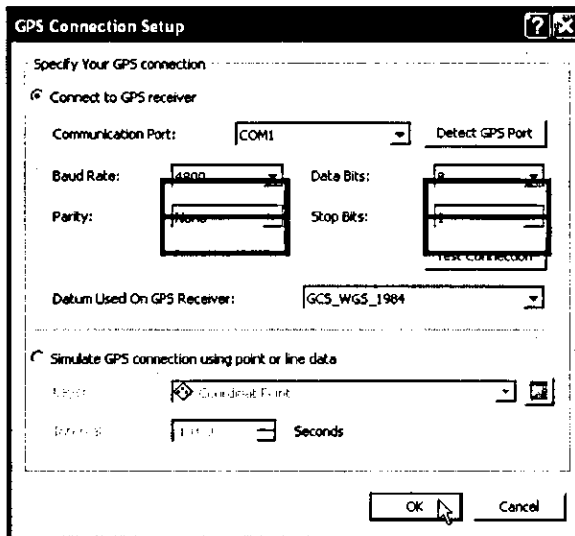 GPS Connection Setup
Specify Your GPS connection
Connect to GPS receiver
Communication Port: COM1 Detect GPS Port
Baud Rate: 4800 Data Bits: 8
Parity: None Stop Bits: 1
Test Connection
Datum Used On GPS Receiver: GCS_WGS_1984
Simulate GPS connection using point or line data
Layer: Coordinat Point
Interval Seconds
OK Cancel